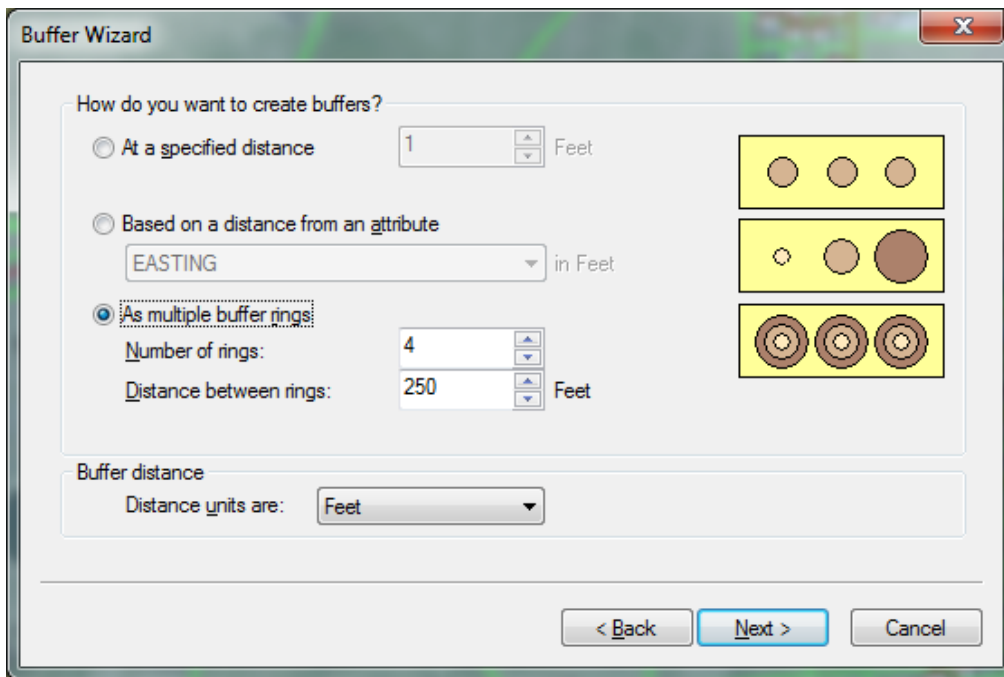 Buffer Wizard
X
How do you want to create buffers?
At a specified distance 1 Feet
Based on a distance from an attribute
EASTING in Feet
As multiple buffer rings
Number of rings: 4
Distance between rings: 250 Feet
Buffer distance
Distance units are: Feet
< Back Next > Cancel